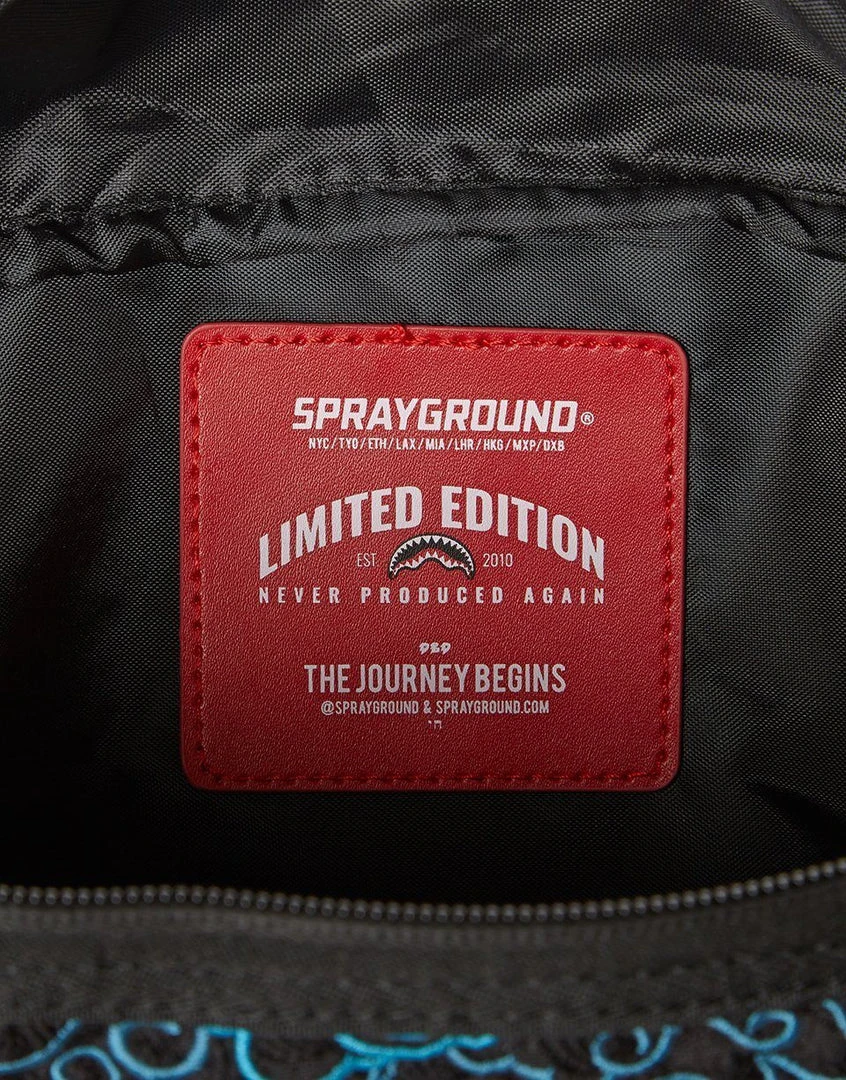 SPRAYGROUND®
NYC/TYO/ETH/LAX/MIA/LHR/HKG/MXP/DXB
LIMITED EDITION
EST. 2010
NEVER PRODUCED AGAIN
THE JOURNEY BEGINS
@SPRAYGROUND & SPRAYGROUND.COM